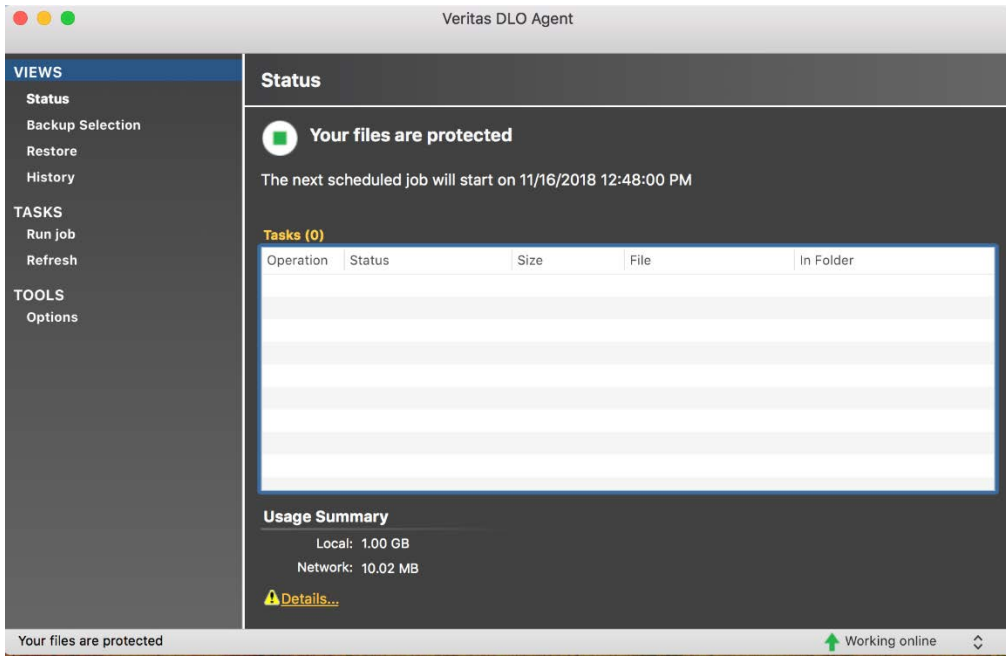 Veritas DLO Agent
VIEWS
Status
Backup Selection
Restore
History
TASKS
Run job
Refresh
TOOLS
Options
Status
Your files are protected
The next scheduled job will start on 11/16/2018 12:48:00 PM
Tasks (0)
Operation Status Size File In Folder
Usage Summary
Local: 1.00 GB
Network: 10.02 MB
Details...
Your files are protected Working online